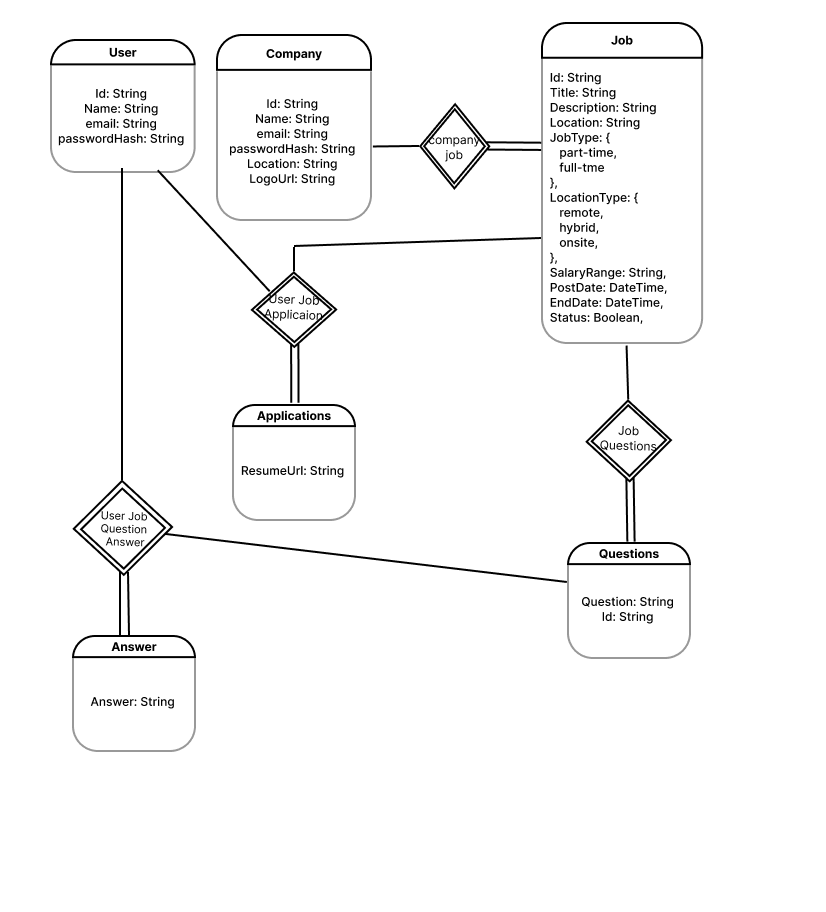 User
Id: String
Name: String
email: String
passwordHash: String
Company
Id: String
Name: String
email: String
passwordHash: String
Location: String
LogoUrl: String
company
job
Job
Id: String
Title: String
Description: String
Location: String
JobType: {
part-time,
full-tme
},
LocationType: {
remote,
hybrid,
onsite,
},
SalaryRange: String,
PostDate: DateTime,
EndDate: DateTime,
Status: Boolean,
User Job
Applicaion
Applications
ResumeUrl: String
Job
Questions
User Job
Question
Answer
Questions
Question: String
Id: String
Answer
Answer: String